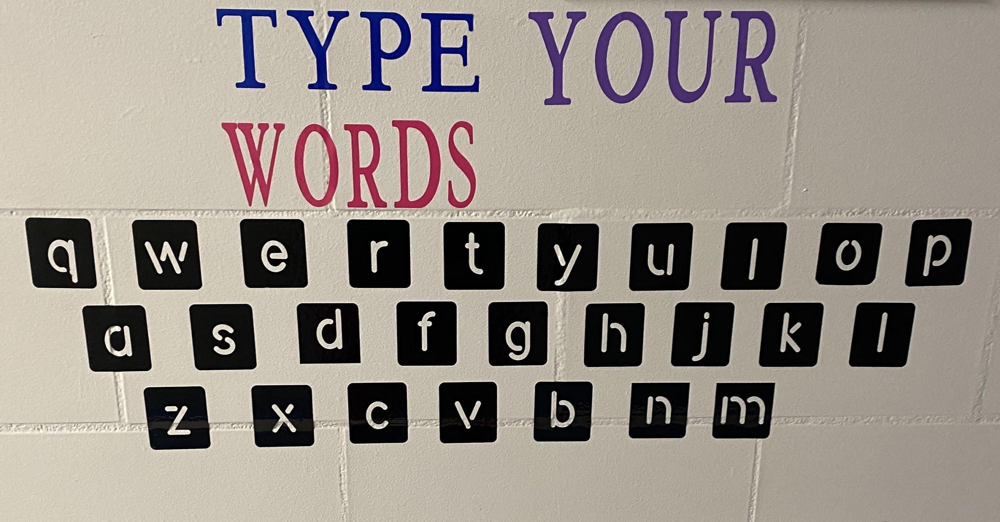 TYPE YOUR
WORDS
q w e r t y u l o p
a s d f g h j k l
z x c v b n m